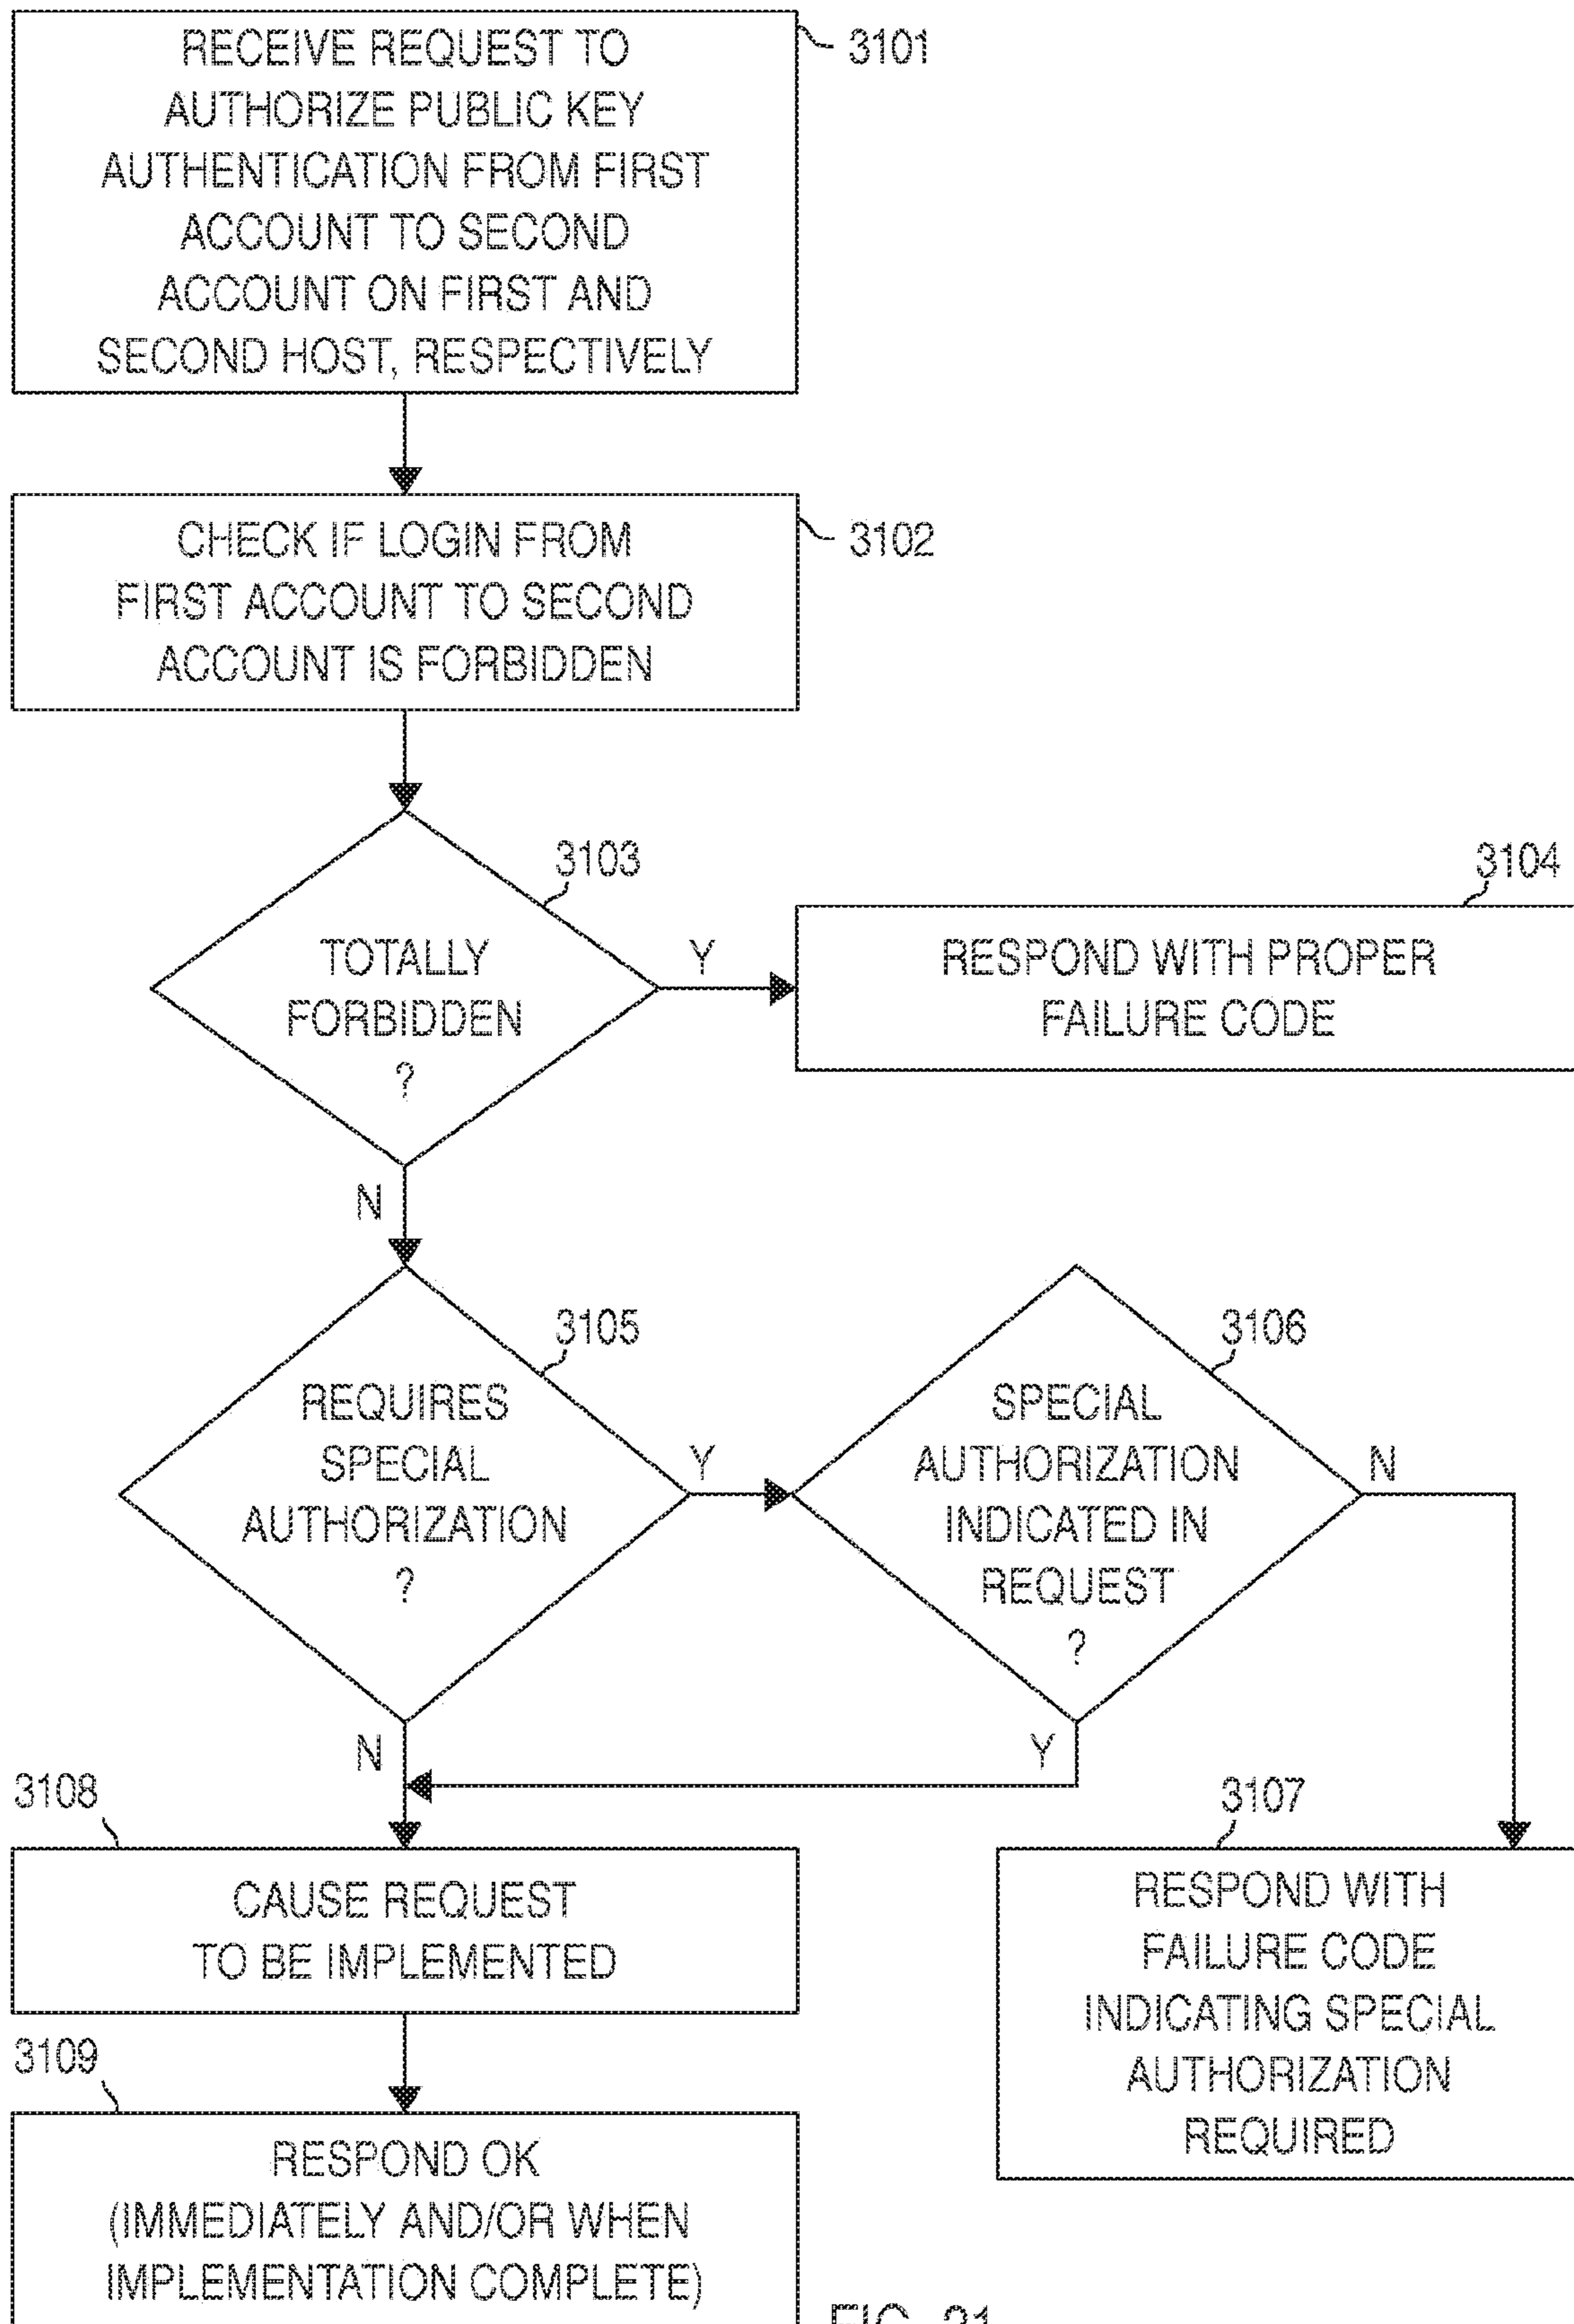 RECEIVE REQUEST TO
AUTHORIZE PUBLIC KEY
AUTHENTICATION FROM FIRST
ACCOUNT TO SECOND
ACCOUNT ON FIRST AND
SECOND HOST, RESPECTIVELY
3101
CHECK IF LOGIN FROM
FIRST ACCOUNT TO SECOND
ACCOUNT IS FORBIDDEN
3102
3103
TOTALLY
FORBIDDEN
?
Y
3104
RESPOND WITH PROPER
FAILURE CODE
N
3105
REQUIRES
SPECIAL
AUTHORIZATION
?
Y
3106
SPECIAL
AUTHORIZATION
INDICATED IN
REQUEST
?
N
N
Y
3108
CAUSE REQUEST
TO BE IMPLEMENTED
3107
RESPOND WITH
FAILURE CODE
INDICATING SPECIAL
AUTHORIZATION
REQUIRED
3109
RESPOND OK
(IMMEDIATELY AND/OR WHEN
IMPLEMENTATION COMPLETE)
FIG. 31